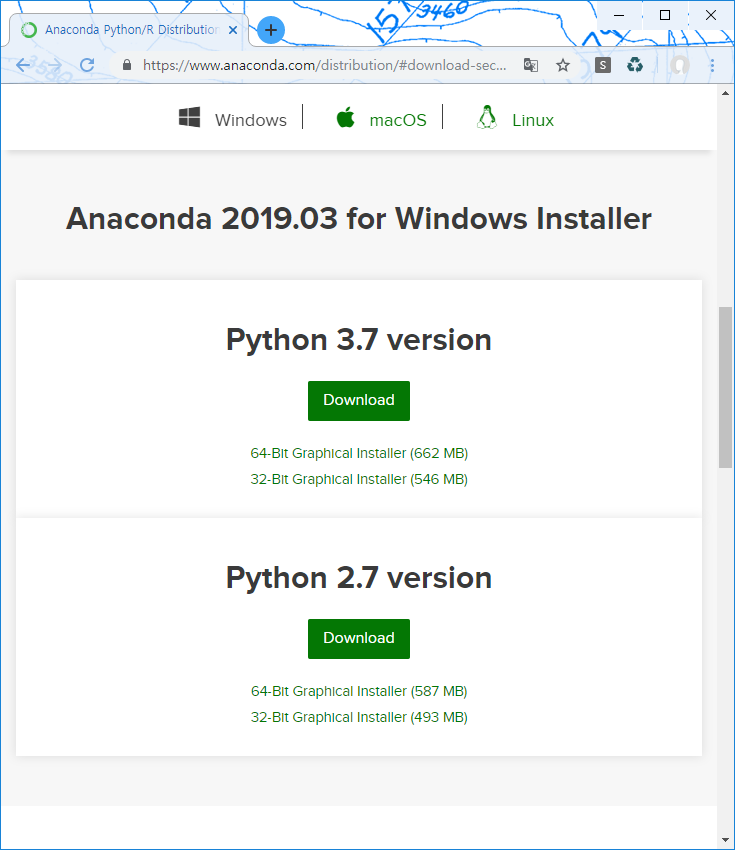 3460
Anaconda Python/R Distribution
3580
https://www.anaconda.com/distribution/#download-sec...
S
Windows
macOS
Linux
Anaconda 2019.03 for Windows Installer
Python 3.7 version
Download
64-Bit Graphical Installer (662 MB)
32-Bit Graphical Installer (546 MB)
Python 2.7 version
Download
64-Bit Graphical Installer (587 MB)
32-Bit Graphical Installer (493 MB)